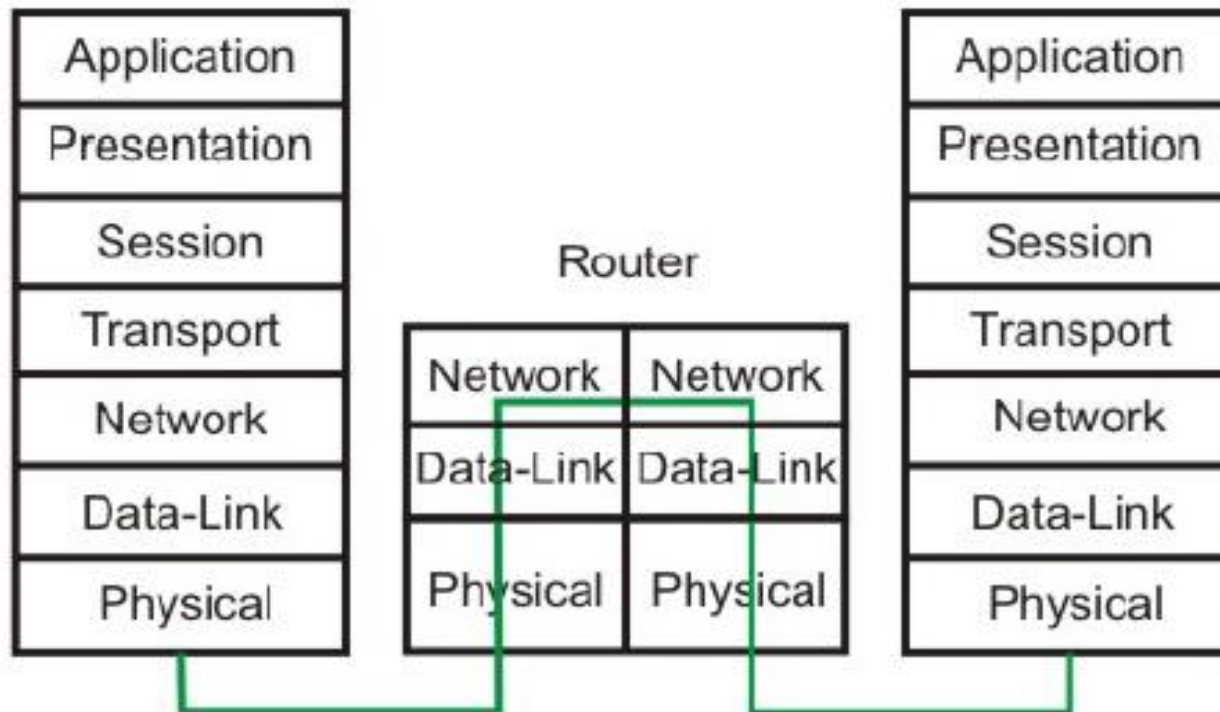 Application
Presentation
Session
Transport
Network
Data-Link
Physical
Router
Network Network
Data-Link Data-Link
Physical Physical
Application
Presentation
Session
Transport
Network
Data-Link
Physical